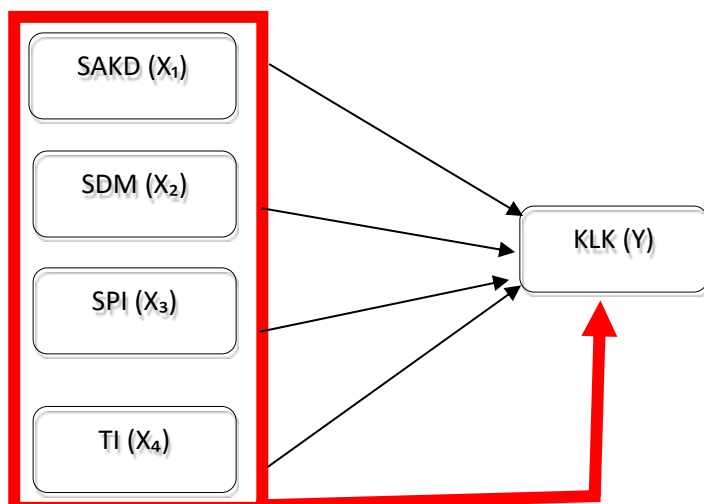 SAKD (X₁)
SDM (X₂)
KLK (Y)
SPI (X₃)
TI (X₄)